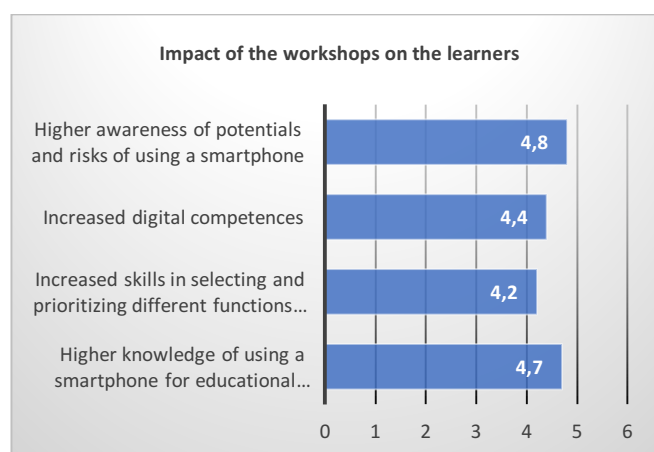 Impact of the workshops on the learners
Higher awareness of potentials
and risks of using a smartphone
4,8
Increased digital competences
4,4
Increased skills in selecting and
prioritizing different functions…
4,2
Higher knowledge of using a
smartphone for educational …
4,7
0 1 2 3 4 5 6